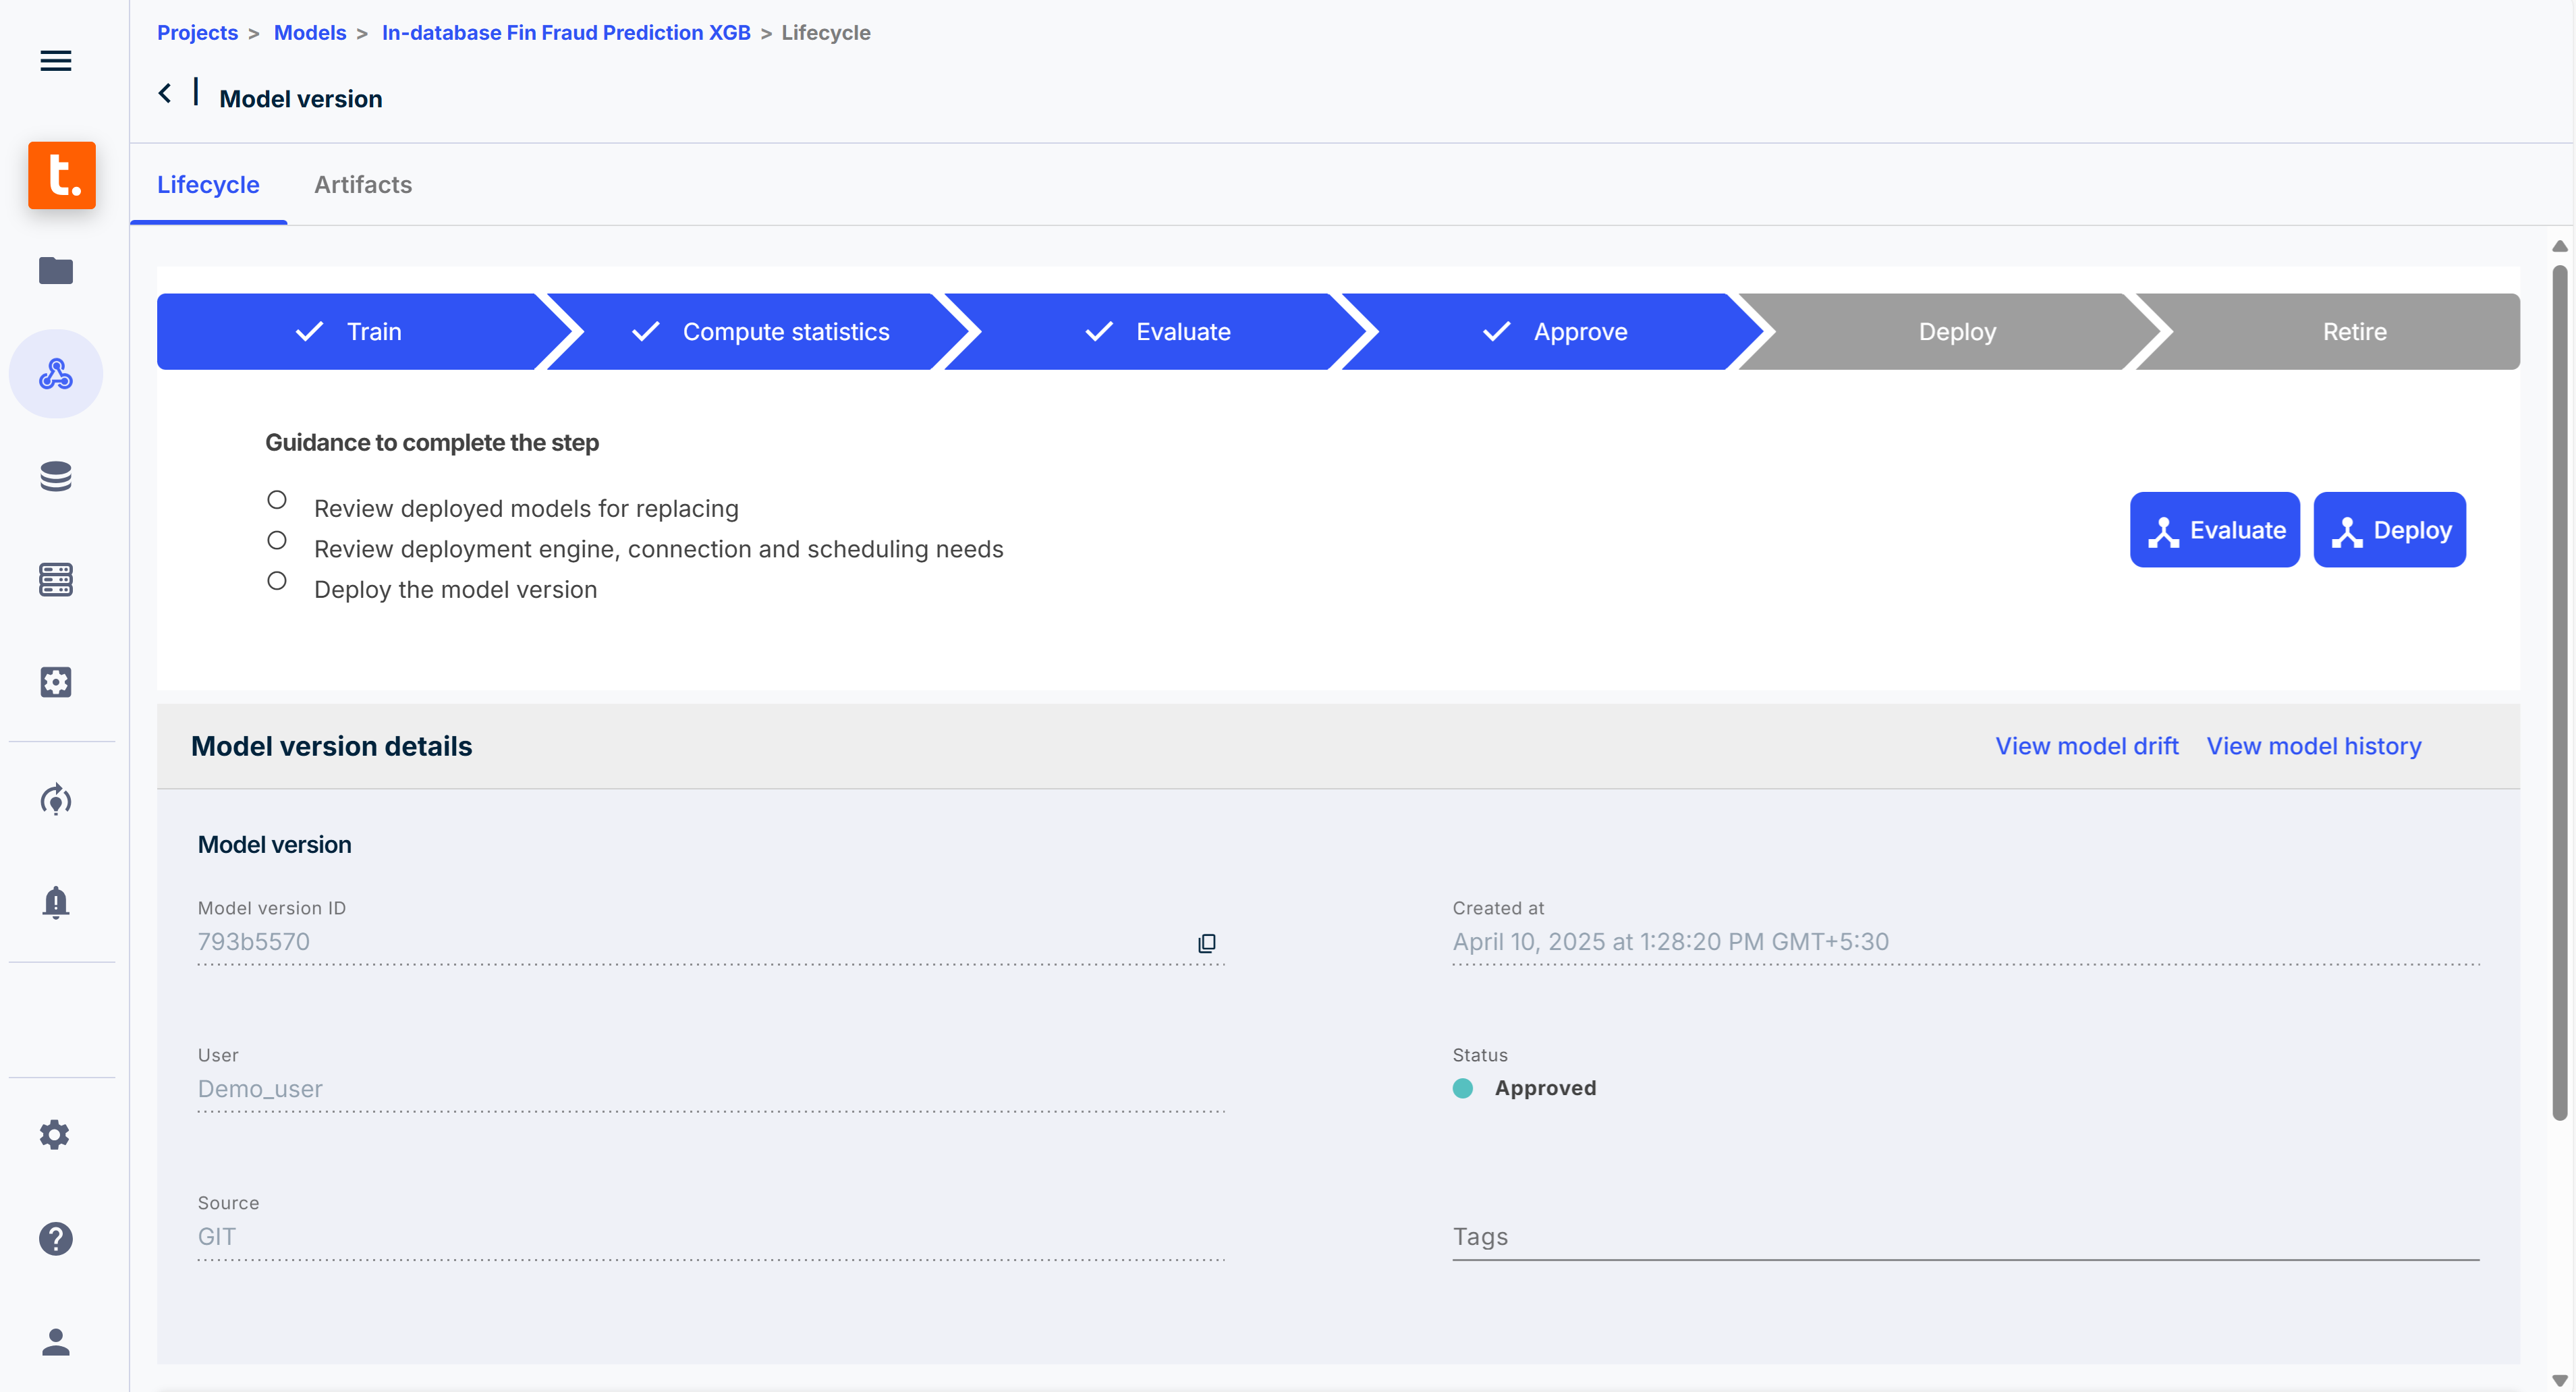 Projects > Models > In-database Fin Fraud Prediction XGB > Lifecycle
Model version
t.
Lifecycle Artifacts
Train Compute statistics Evaluate Approve Deploy Retire
Guidance to complete the step
Review deployed models for replacing
Review deployment engine, connection and scheduling needs
Deploy the model version
Evaluate Deploy
Model version details View model drift View model history
Model version
Model version ID Created at
793b5570 April 10, 2025 at 1:28:20 PM GMT+5:30
User Status
Demo_user Approved
Source
GIT Tags